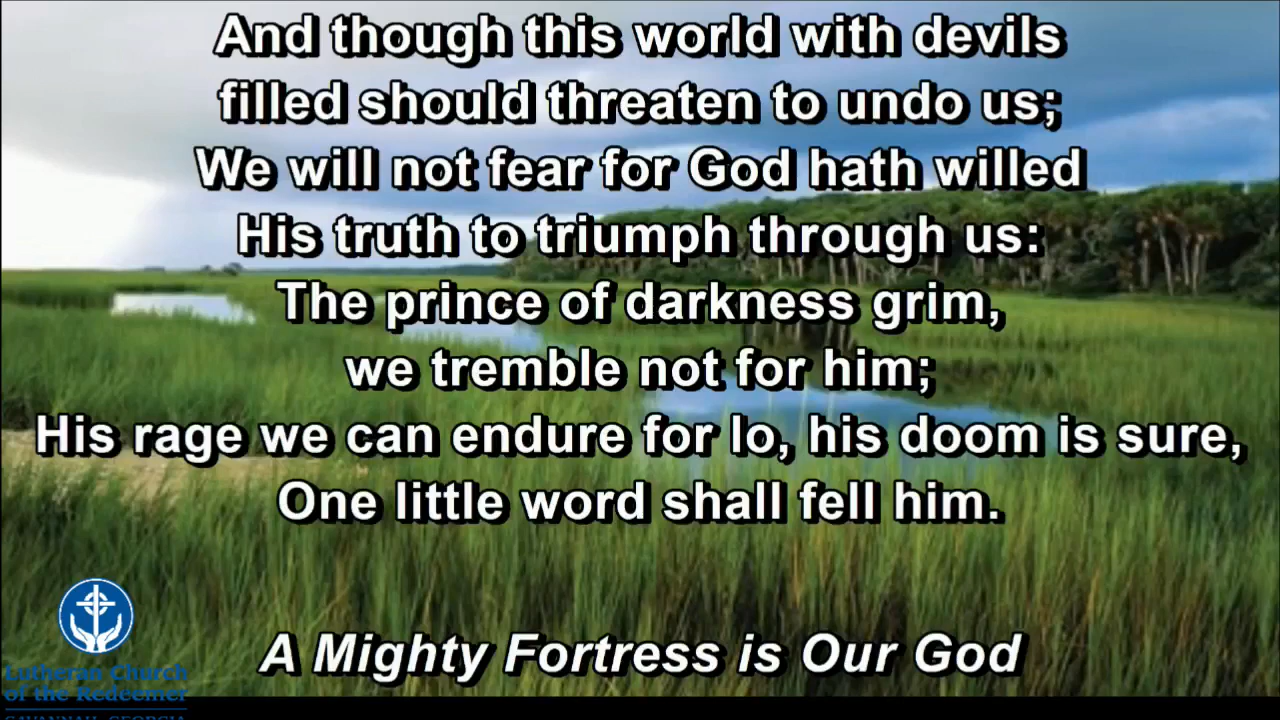 And though this world with devils
filled should threaten to undo us;
We will not fear for God hath willed
His truth to triumph through us:
The prince of darkness grim,
we tremble not for him;
His rage we can endure for lo, his doom is sure,
One little word shall fell him.
A Mighty Fortress is Our God
Lutheran Church
of the Redeemer
SAVANNAH, GEORGIA